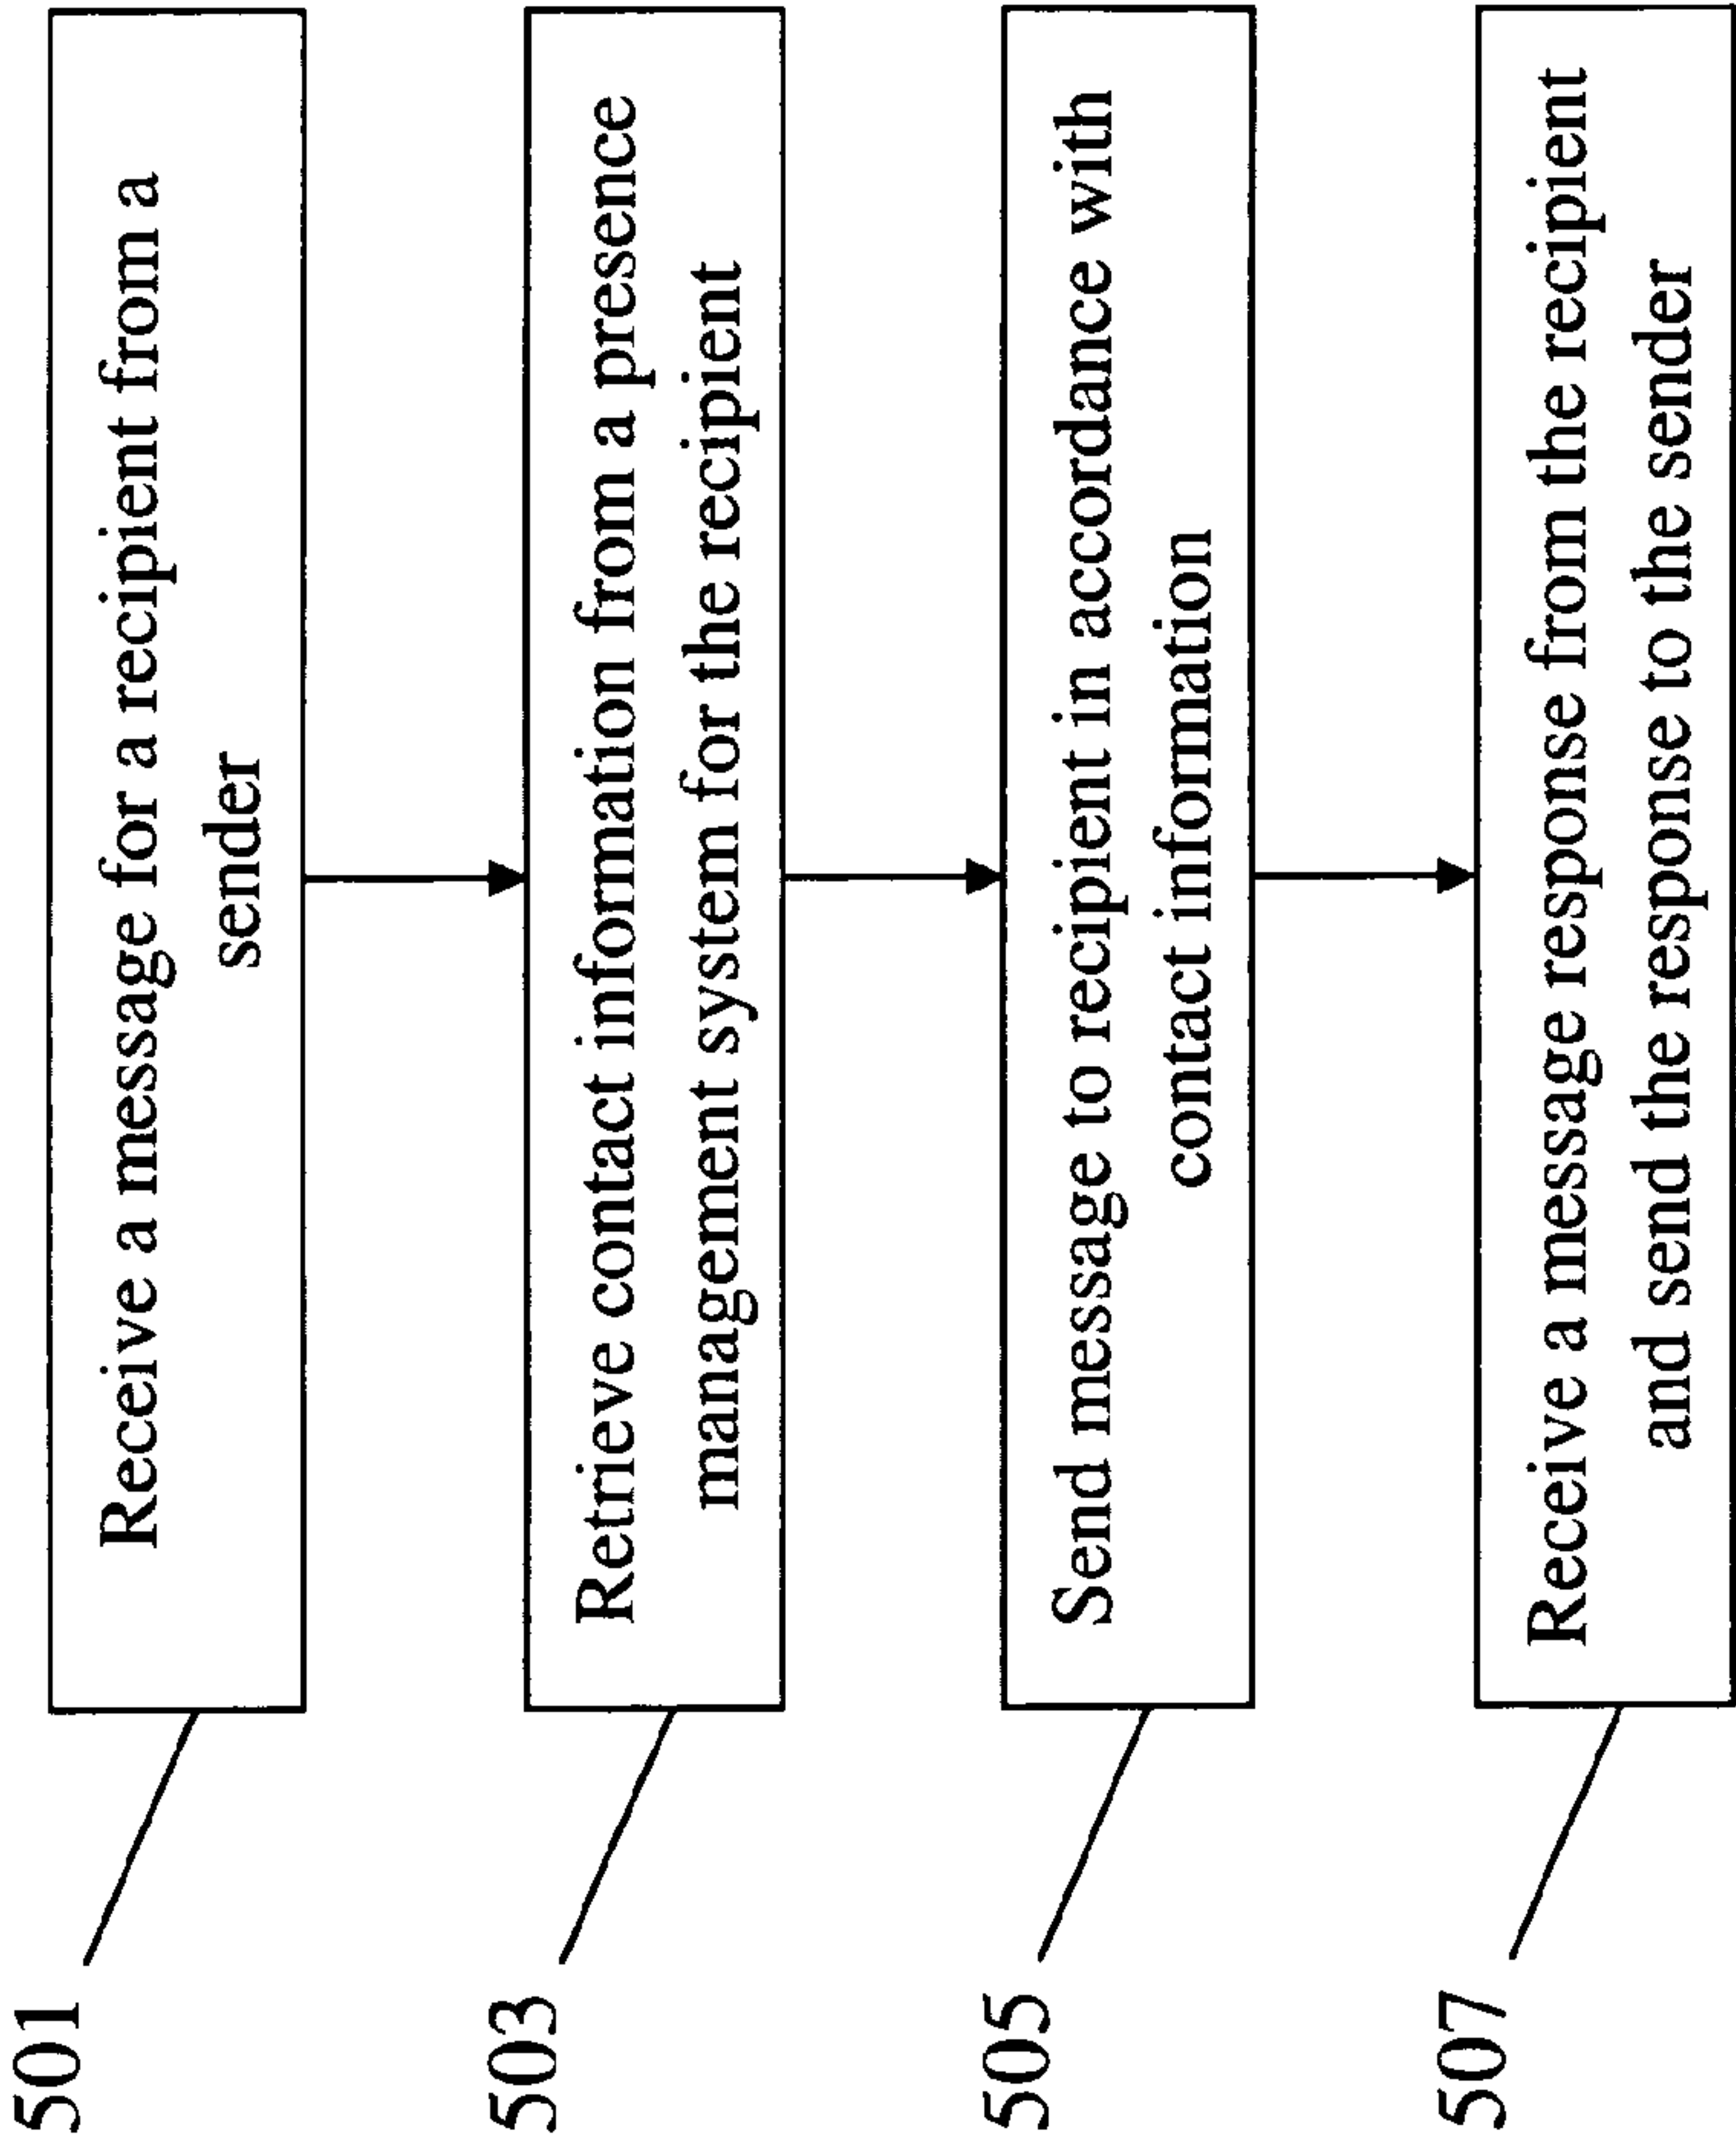 501
Receive a message for a recipient from a
sender
503
Retrieve contact information from a presence
management system for the recipient
505
Send message to recipient in accordance with
contact information
507
Receive a message response from the recipient
and send the response to the sender